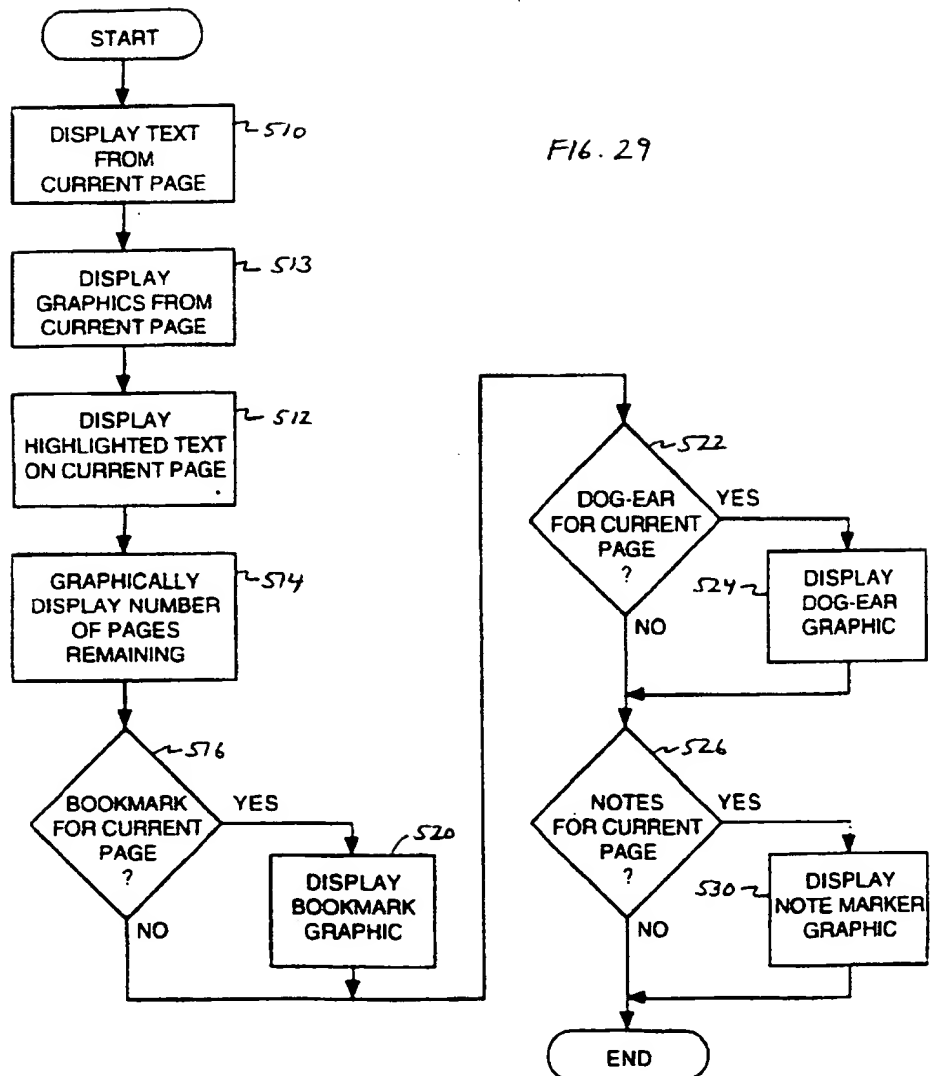 START
DISPLAY TEXT
FROM
CURRENT PAGE
510
FIG. 29
DISPLAY
GRAPHICS FROM
CURRENT PAGE
513
DISPLAY
HIGHLIGHTED TEXT
ON CURRENT PAGE
512
GRAPHICALLY
DISPLAY NUMBER
OF PAGES
REMAINING
514
BOOKMARK
FOR CURRENT
PAGE
?
516
YES
NO
DISPLAY
BOOKMARK
GRAPHIC
520
DOG-EAR
FOR CURRENT
PAGE
?
522
YES
NO
DISPLAY
DOG-EAR
GRAPHIC
524
NOTES
FOR CURRENT
PAGE
?
526
YES
NO
DISPLAY
NOTE MARKER
GRAPHIC
530
END